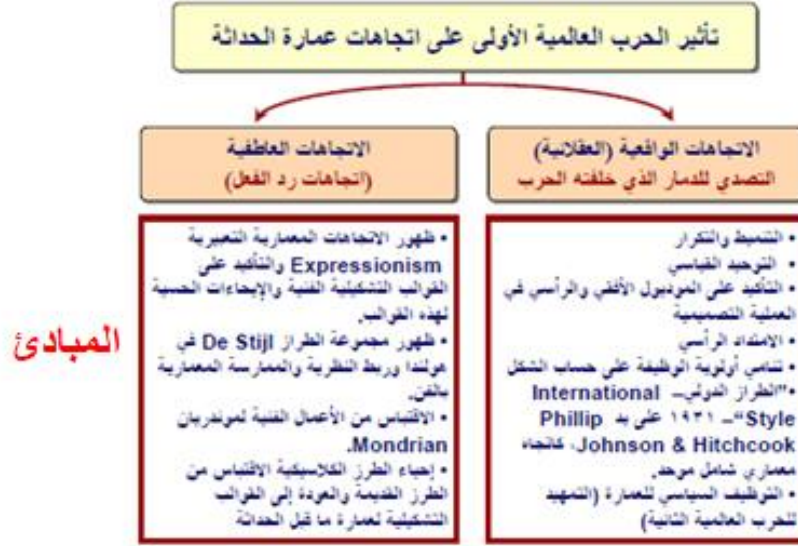 تأثير الحرب العالمية الأولى على اتجاهات عمارة الحداثة
الاتجاهات الواقعية (العقلانية)
التصدي للدمار الذي خلفته الحرب
• التنميط والتكرار
• التوحيد القياسي
• التأكيد على الموديول الأفقي والرأسي في
العملية التصميمية
• الامتداد الرأسي
• تنامي أولوية الوظيفة على حساب الشكل
•"الطراز الدولي– International
Style“– ١٩٣١ على يد Phillip
Johnson & Hitchcook، كاتجاه
معماري شامل موحد.
• التوظيف السياسي للعمارة (التمهيد
للحرب العالمية الثانية)
الاتجاهات العاطفية
(اتجاهات رد الفعل)
• ظهور الاتجاهات المعمارية التعبيرية
Expressionism والتأكيد على
القوالب التشكيلية الفنية والإيحاءات الحسية
لهذه القوالب.
• ظهور مجموعة الطراز De Stijl في
هولندا وربط النظرية والممارسة المعمارية
بالفن.
• الاقتباس من الأعمال الفنية لموندريان
Mondrian.
• إحياء الطرز الكلاسيكية الاقتباس من
الطرز القديمة والعودة إلى القوالب
التشكيلية لعمارة ما قبل الحداثة
المبادئ